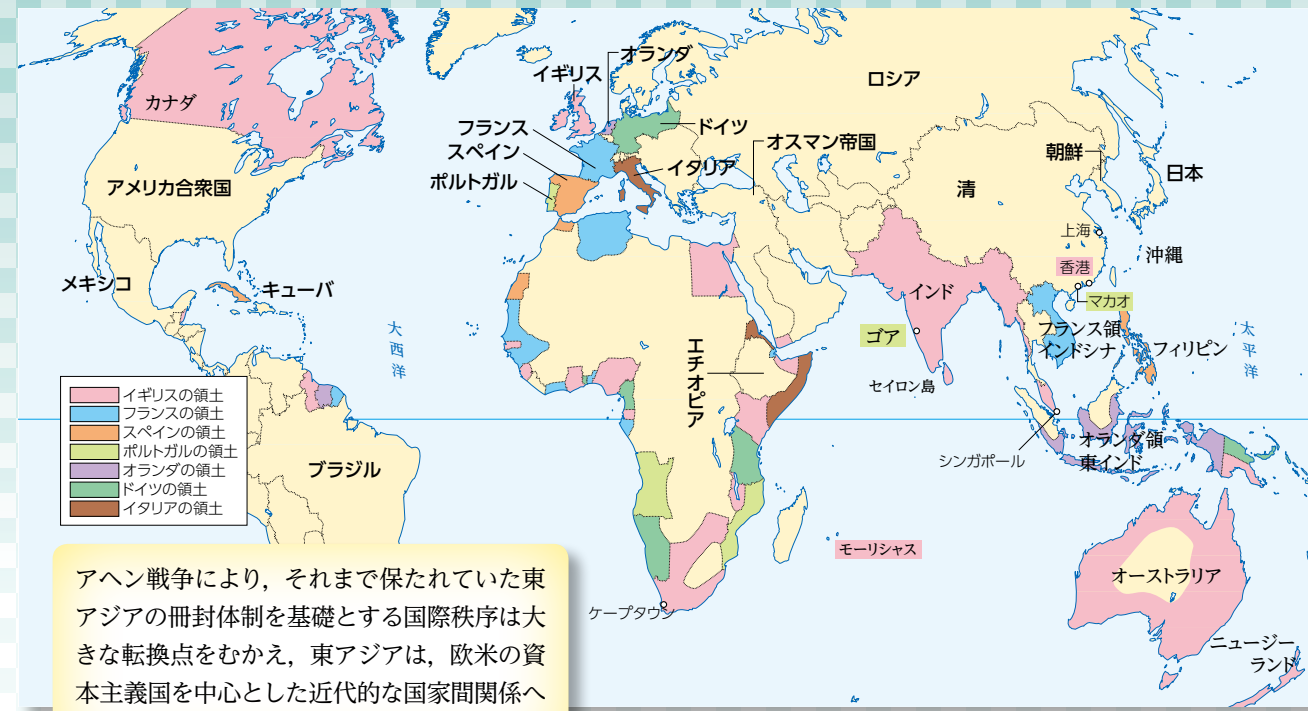 オランダ
イギリス
ロシア
カナダ
フランス
ドイツ
スペイン
オスマン帝国
朝鮮
イタリア
ポルトガル
日本
アメリカ合衆国
清
上海
沖縄
香港
メキシコ
キューバ
インド
マカオ
大西洋
ゴア
フランス領
インドシナ
フィリピン
太平洋
エチオピア
セイロン島
イギリスの領土
フランスの領土
スペインの領土
ポルトガルの領土
オランダの領土
ドイツの領土
イタリアの領土
オランダ領
東インド
シンガポール
ブラジル
モーリシャス
オーストラリア
ケープタウン
ニュージー
ランド
アヘン戦争により，それまで保たれていた東
アジアの冊封体制を基礎とする国際秩序は大
きな転換点をむかえ，東アジアは，欧米の資
本主義国を中心とした近代的な国家間関係へ